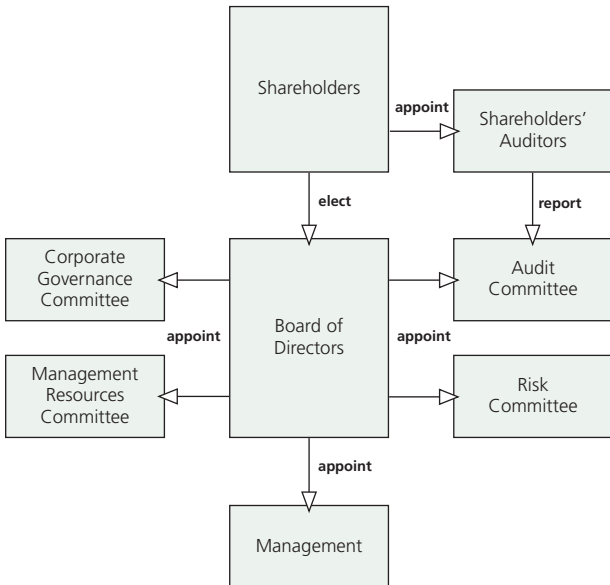 Shareholders
appoint
Shareholders’
Auditors
elect
report
Corporate
Governance
Committee
Audit
Committee
appoint
Board of
Directors
appoint
Management
Resources
Committee
Risk
Committee
appoint
Management